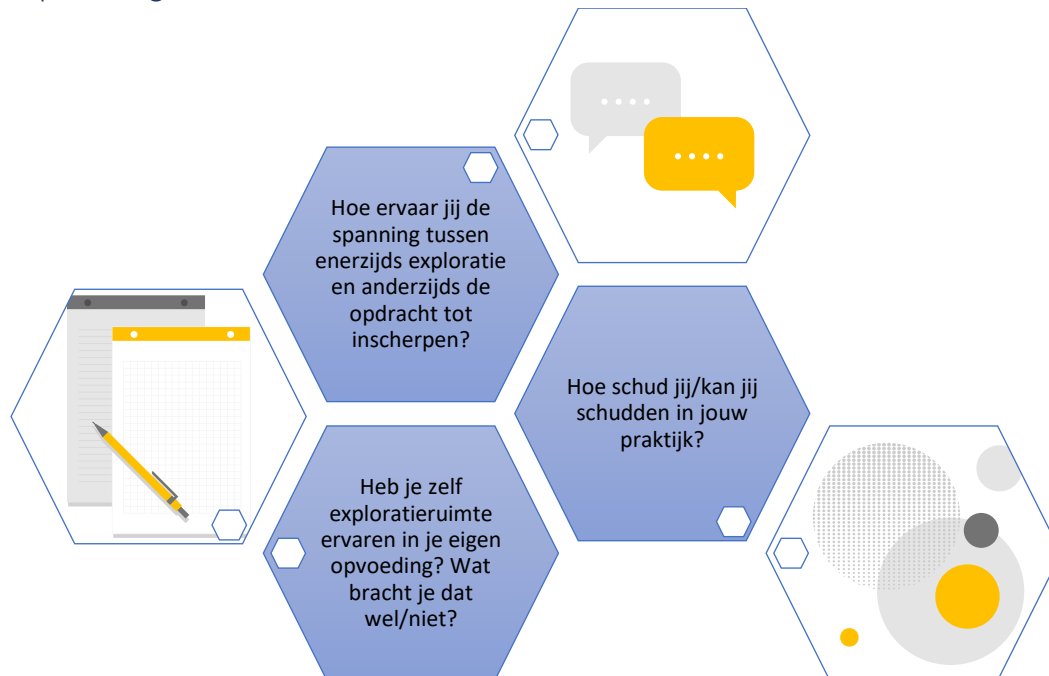 Hoe ervaar jij de
spanning tussen
enerzijds exploratie
en anderzijds de
opdracht tot
inscherpen?
Hoe schud jij/kan jij
schudden in jouw
praktijk?
Heb je zelf
exploratieruimte
ervaren in je eigen
opvoeding? Wat
bracht je dat
wel/niet?